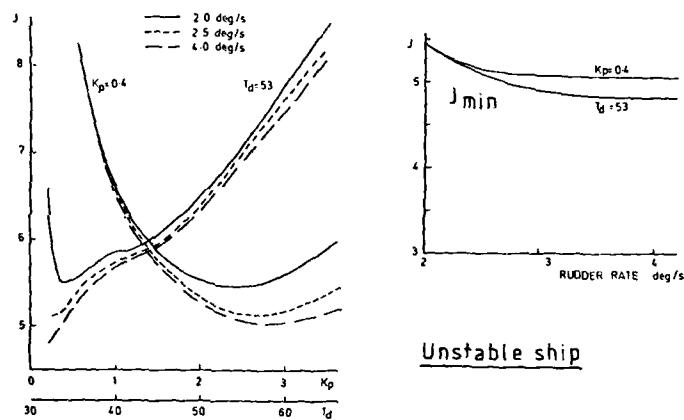 J
2.0 deg/s
2.5 deg/s
4.0 deg/s
8
7
6
5
Kp=0.4
Td=53
0 1 2 3 Kp
30 40 50 60 Td
J
5
4
3
Kp=0.4
Td=53
Jmin
2 3 4
RUDDER RATE deg/s
Unstable ship